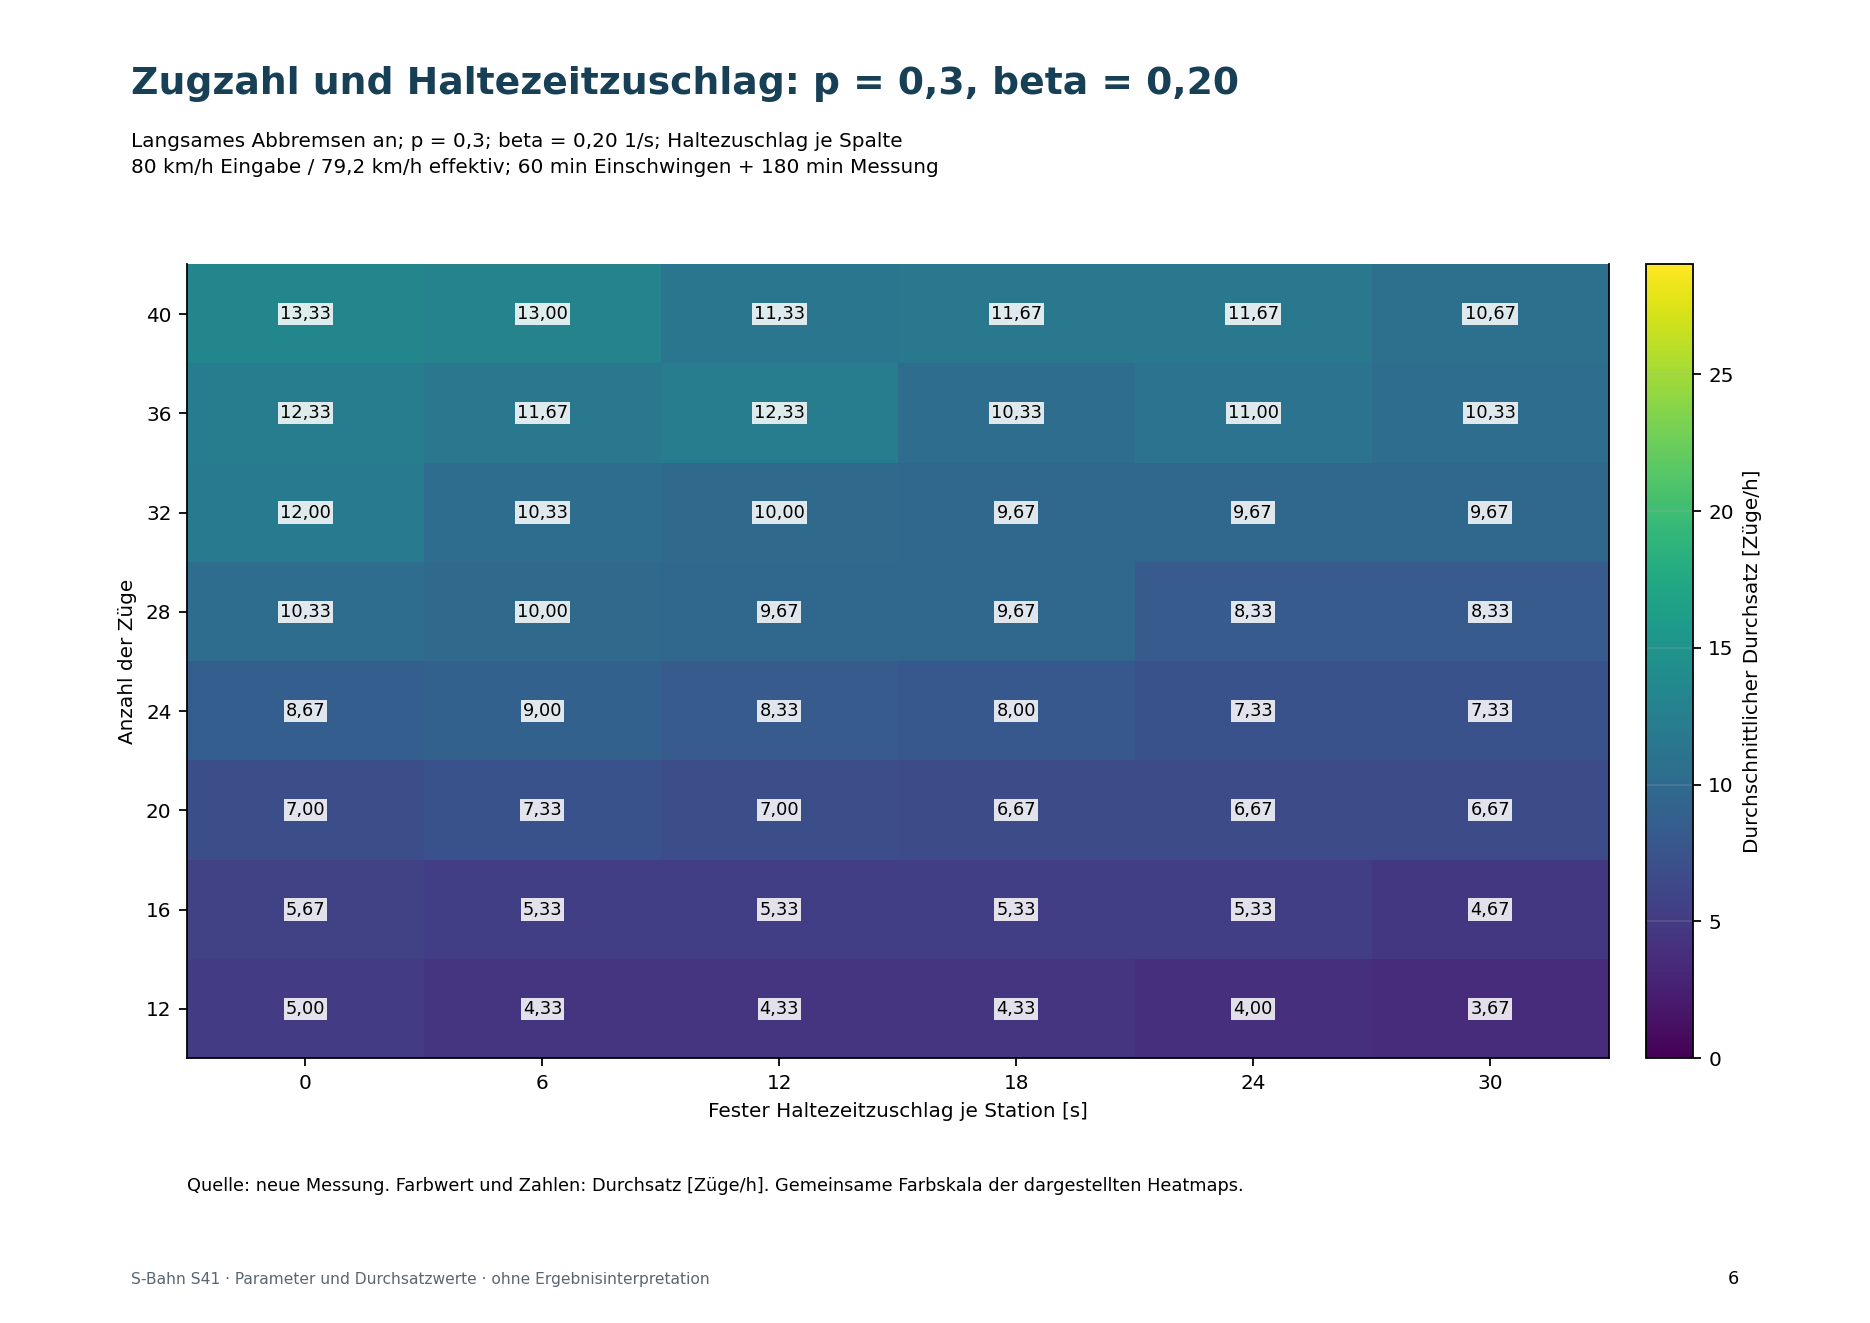 Zugzahl und Haltezeitzuschlag: p = 0,3, beta = 0,20
Langsames Abbremsen an; p = 0,3; beta = 0,20 1/s; Haltezuschlag je Spalte
80 km/h Eingabe / 79,2 km/h effektiv; 60 min Einschwingen + 180 min Messung
Anzahl der Züge
40 13,33 13,00 11,33 11,67 11,67 10,67
36 12,33 11,67 12,33 10,33 11,00 10,33
32 12,00 10,33 10,00 9,67 9,67 9,67
28 10,33 10,00 9,67 9,67 8,33 8,33
24 8,67 9,00 8,33 8,00 7,33 7,33
20 7,00 7,33 7,00 6,67 6,67 6,67
16 5,67 5,33 5,33 5,33 5,33 4,67
12 5,00 4,33 4,33 4,33 4,00 3,67
0 6 12 18 24 30
Fester Haltezeitzuschlag je Station [s]
25
20
15
10
5
0
Durchschnittlicher Durchsatz [Züge/h]
Quelle: neue Messung. Farbwert und Zahlen: Durchsatz [Züge/h]. Gemeinsame Farbskala der dargestellten Heatmaps.
S-Bahn S41 · Parameter und Durchsatzwerte · ohne Ergebnisinterpretation
6